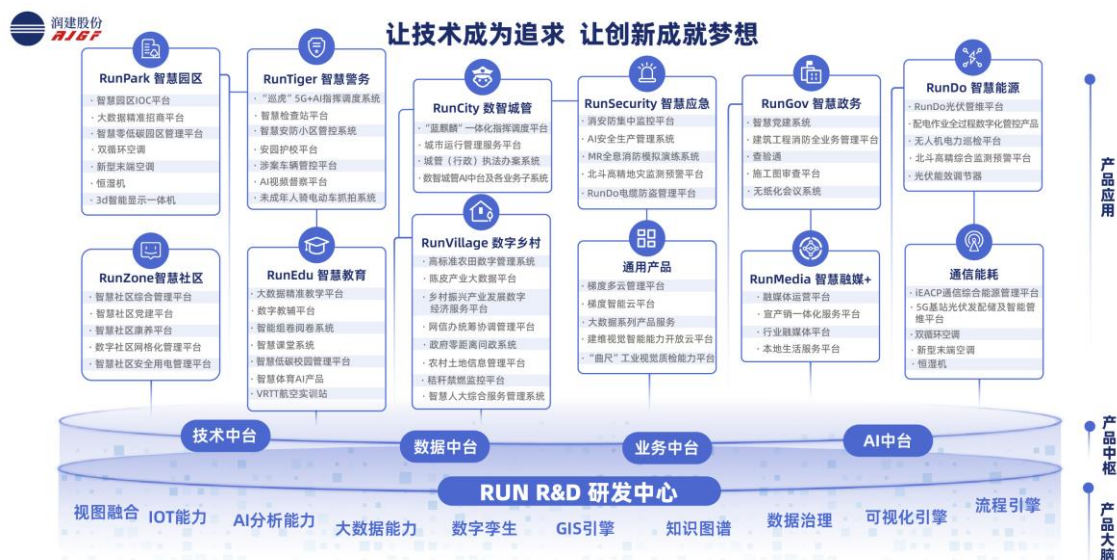 润建股份
RJGF
让技术成为追求 让创新成就梦想
RunPark 智慧园区
· 智慧园区IOC平台
· 大数据精准招商平台
· 智慧零低碳园区管理平台
· 双循环空调
· 新型末端空调
· 恒湿机
· 3d智能显示一体机
RunTiger 智慧警务
· “巡虎” 5G+AI指挥调度系统
· 智慧检查站平台
· 智慧安防小区管控系统
· 安园护校平台
· 涉案车辆管控平台
· AI视频督察平台
· 未成年人骑电动车抓拍系统
RunCity 数智城管
· “蓝麒麟” 一体化指挥调度平台
· 城市运行管理服务平台
· 城管（行政）执法办案系统
· 数智城管AI中台及各业务子系统
RunSecurity 智慧应急
· 消安防集中监控平台
· AI安全生产管理系统
· MR全息消防模拟演练系统
· 北斗高精地灾监测预警平台
· RunDo电缆防盗管理平台
RunGov 智慧政务
· 智慧党建系统
· 建筑工程消防全业务管理平台
· 查验通
· 施工图审查平台
· 无纸化会议系统
RunDo 智慧能源
· RunDo光伏管维平台
· 配电作业全过程数字化管控产品
· 无人机电力巡检平台
· 北斗高精综合监测预警平台
· 光伏能效调节器
产品应用
RunZone智慧社区
· 智慧社区综合管理平台
· 智慧社区党建平台
· 智慧社区康养平台
· 数字社区网格化管理平台
· 智慧社区安全用电管理平台
RunEdu 智慧教育
· 大数据精准教学平台
· 数字教辅平台
· 智能组卷阅卷系统
· 智慧课堂系统
· 智慧低碳校园管理平台
· 智慧体育AI产品
· VRTT航空实训站
RunVillage 数字乡村
· 高标准农田数字管理系统
· 陈皮产业大数据平台
· 乡村振兴产业发展数字
经济服务平台
· 网信办统筹协调管理平台
· 政府零距离问政系统
· 农村土地信息管理平台
· 秸秆禁燃监控平台
· 智慧人大综合服务管理系统
通用产品
· 梯度多云管理平台
· 梯度智能云平台
· 大数据系列产品服务
· 建维视觉智能能力开放云平台
· “曲尺” 工业视觉质检能力平台
RunMedia 智慧融媒+
· 融媒体运营平台
· 宣产销一体化服务平台
· 行业融媒体平台
· 本地生活服务平台
通信能耗
· iEACP通信综合能源管理平台
· 5G基站光伏发配储及智能管
维平台
· 双循环空调
· 新型末端空调
· 恒湿机
技术中台
数据中台
业务中台
AI中台
产品中枢
RUN R&D 研发中心
视图融合
IOT能力
AI分析能力
大数据能力
数字孪生
GIS引擎
知识图谱
数据治理
可视化引擎
流程引擎
产品大脑